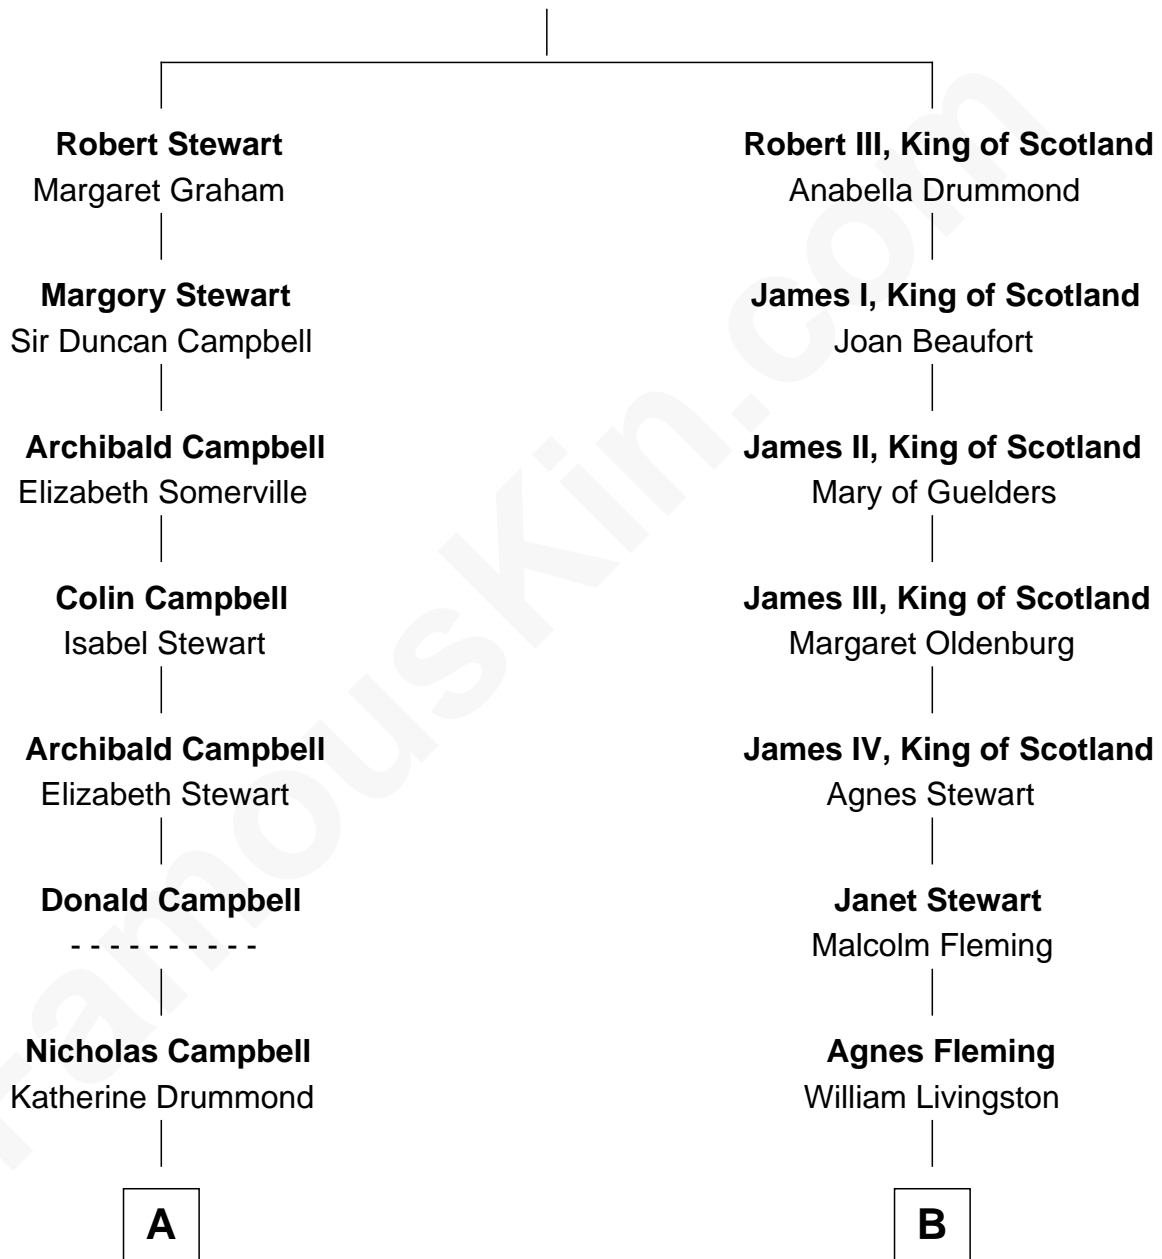 Robert Stewart
Margaret Graham
Margory Stewart
Sir Duncan Campbell
Archibald Campbell
Elizabeth Somerville
Colin Campbell
Isabel Stewart
Archibald Campbell
Elizabeth Stewart
Donald Campbell
- - - - - - - - - -
Nicholas Campbell
Katherine Drummond
A
Robert III, King of Scotland
Anabella Drummond
James I, King of Scotland
Joan Beaufort
James II, King of Scotland
Mary of Guelders
James III, King of Scotland
Margaret Oldenburg
James IV, King of Scotland
Agnes Stewart
Janet Stewart
Malcolm Fleming
Agnes Fleming
William Livingston
B
FamousKin.com